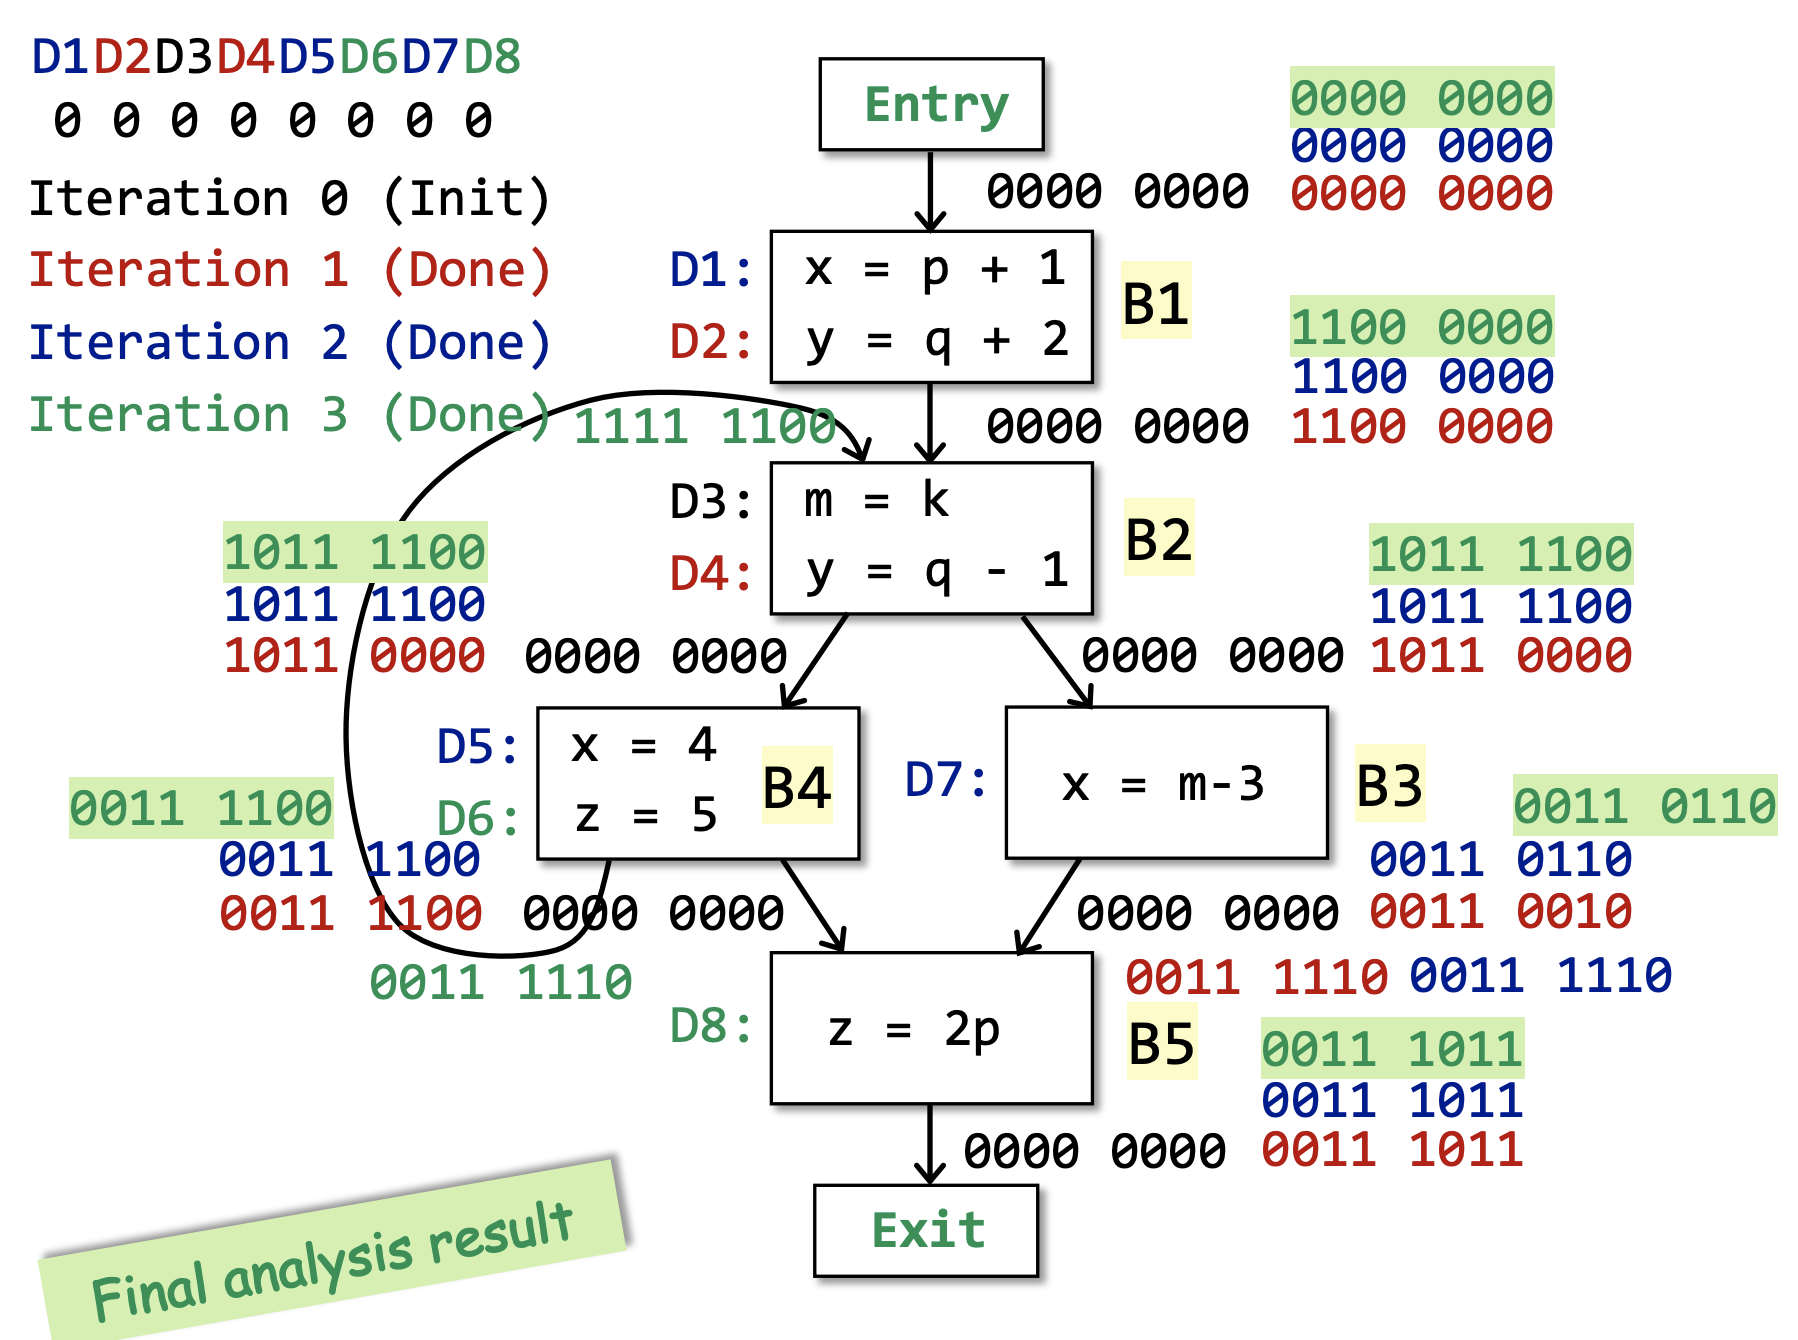 D1D2D3D4D5D6D7D8
0 0 0 0 0 0 0 0
Iteration 0 (Init)
Iteration 1 (Done)
Iteration 2 (Done)
Iteration 3 (Done)
Entry
0000 0000
0000 0000
0000 0000
0000 0000
D1: x = p + 1
D2: y = q + 2
B1
1100 0000
1100 0000
0000 0000 1100 0000
1111 1100
D3: m = k
D4: y = q - 1
B2
1011 1100
1011 1100
1011 0000 0000 0000
1011 1100
1011 1100
0000 0000 1011 0000
D5: x = 4
D6: z = 5
B4
D7: x = m-3
B3
0011 1100
0011 1100
0011 1100 0000 0000
0011 1110
0011 0110
0011 0110
0000 0000 0011 0010
0011 1110 0011 1110
D8: z = 2p
B5
0011 1011
0011 1011
0000 0000 0011 1011
Exit
Final analysis result